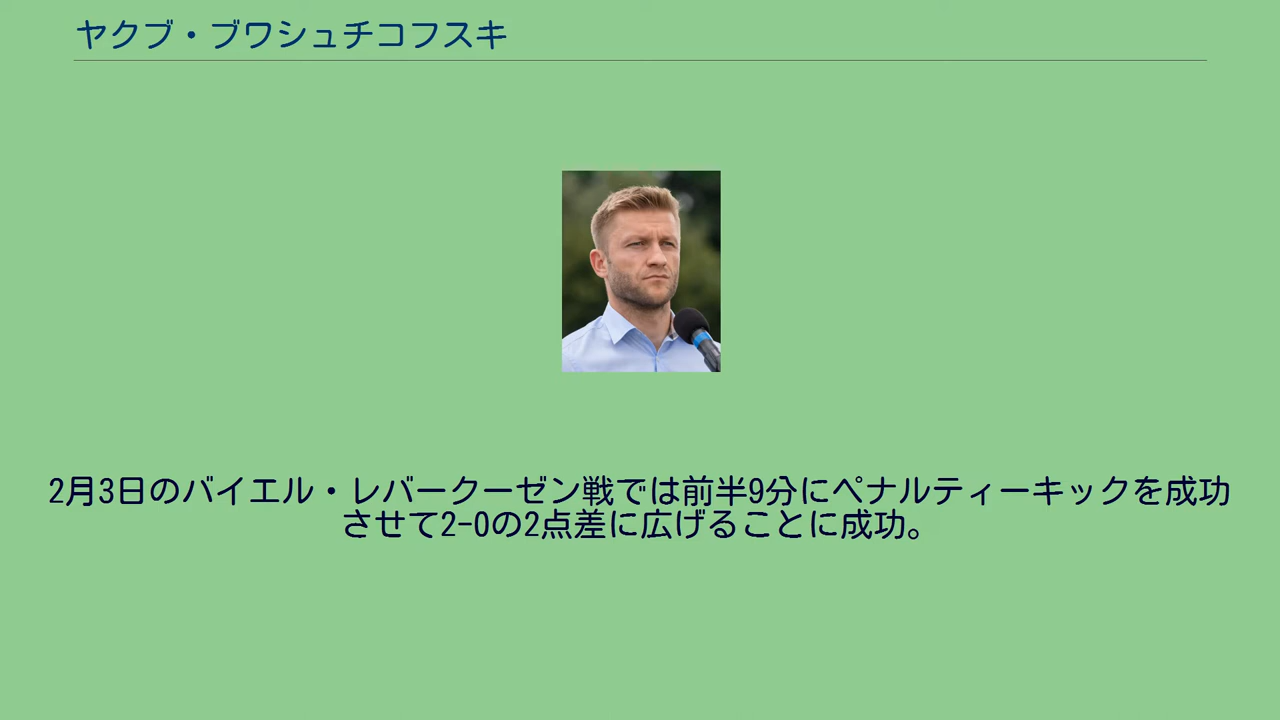 ヤクブ・ブワシュチコフスキ
2月3日のバイエル・レバークーゼン戦では前半9分にペナルティーキックを成功
させて2-0の2点差に広げることに成功。